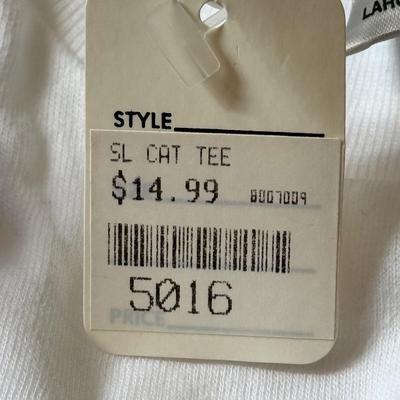 STYLE
SL CAT TEE
$14.99 8007009
5016
PRICE